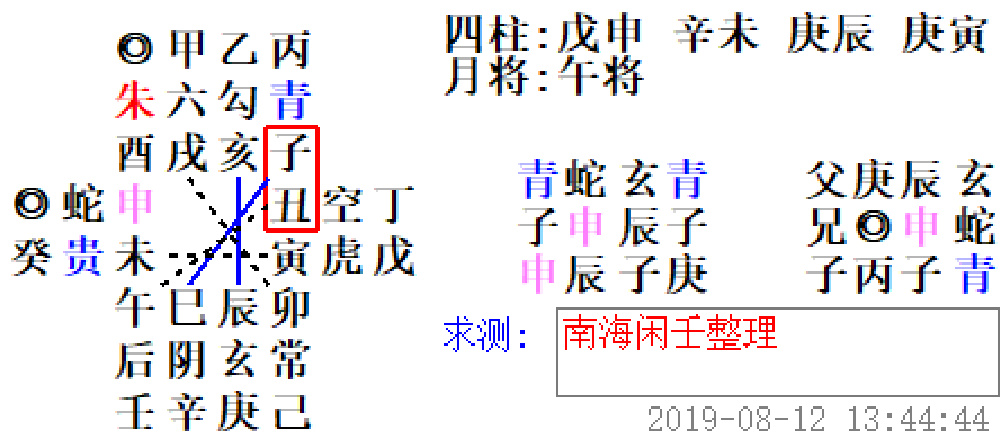 ◎甲乙丙
朱六勾青
酉戌亥子
◎蛇申 丑空丁
癸贵未 寅虎戊
午巳辰卯
后阴玄常
壬辛庚己
四柱:戊申 辛未 庚辰 庚寅
月将:午将
青蛇玄青 父庚辰玄
子申辰子 兄◎申蛇
申辰子庚 子丙子青
求测: 南海闲壬整理
2019-08-12 13:44:44